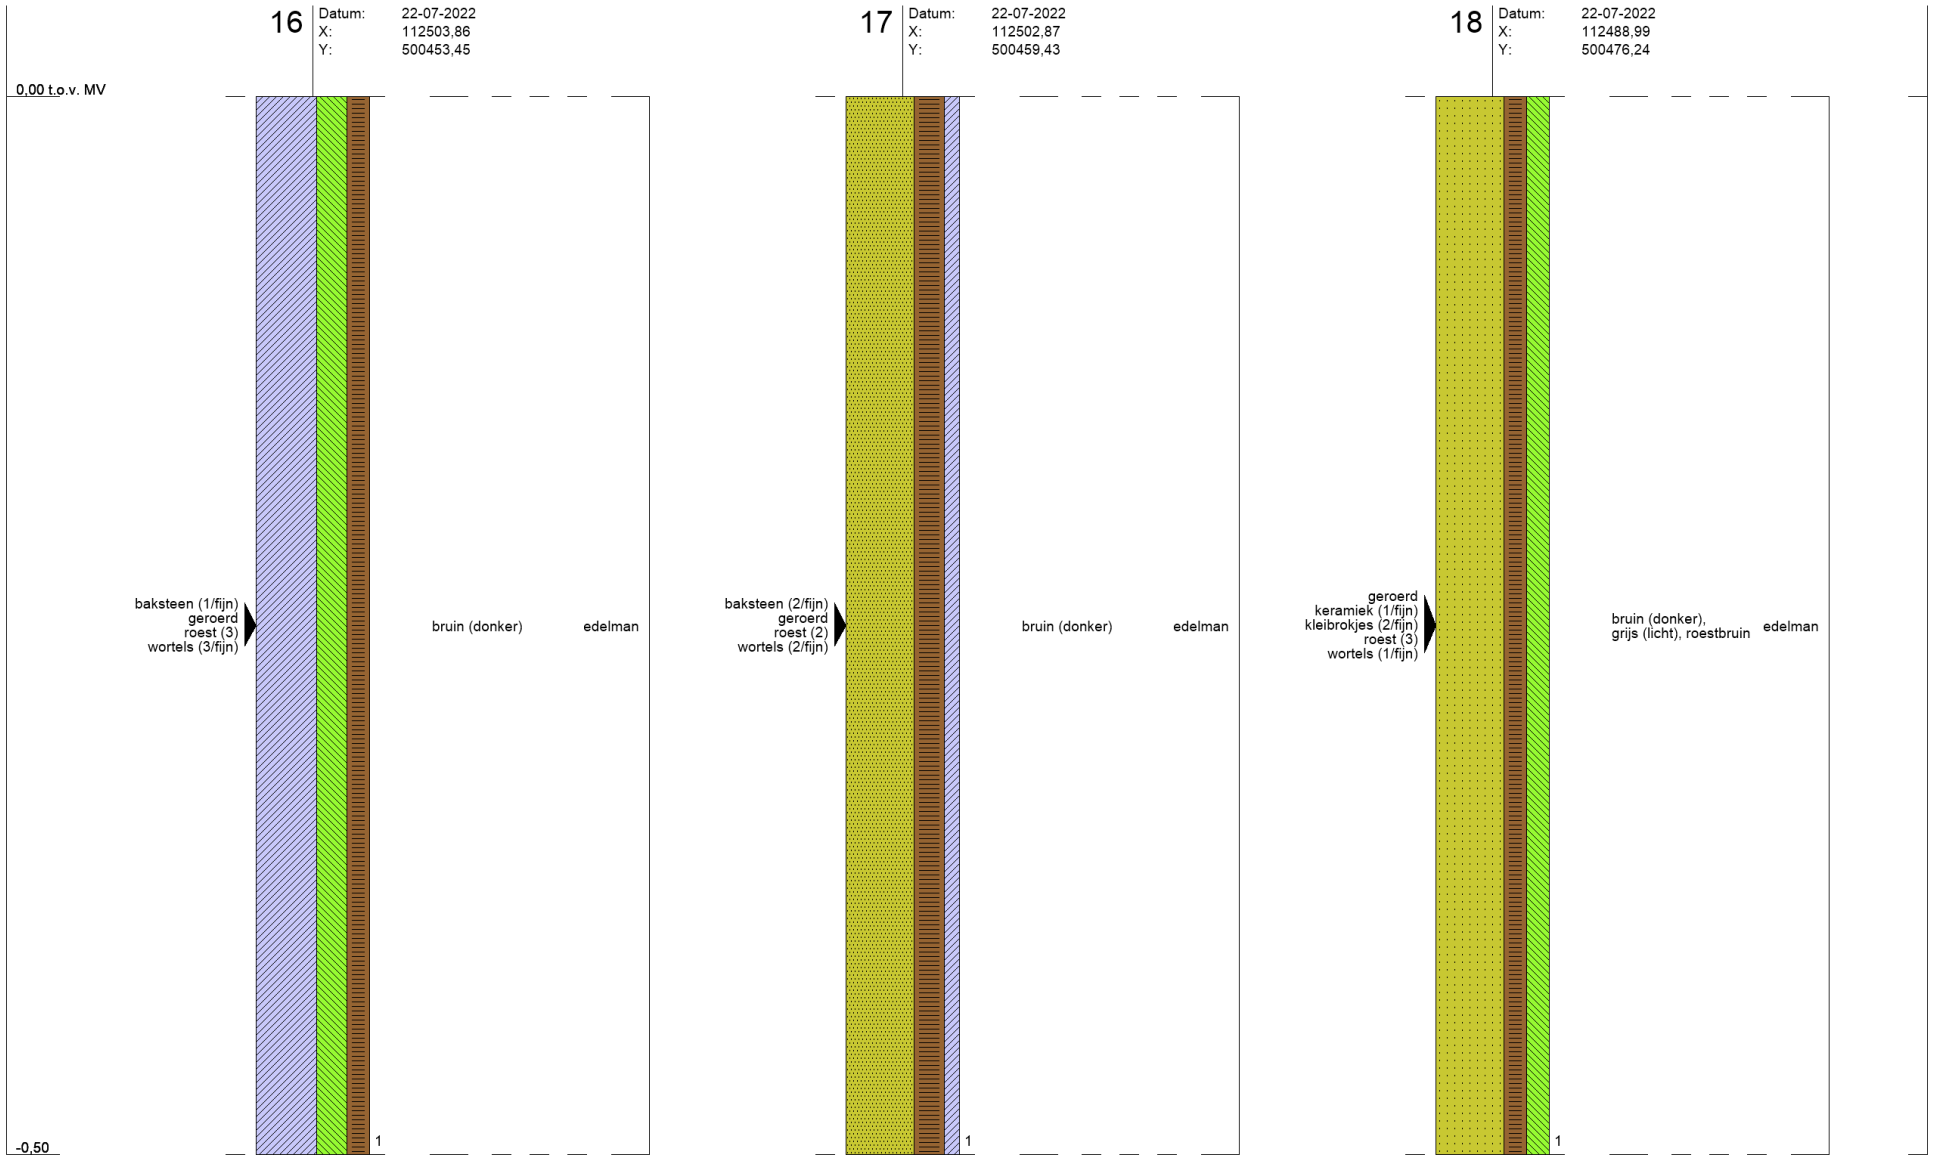 16
Datum: 22-07-2022
X: 112503,86
Y: 500453,45
17
Datum: 22-07-2022
X: 112502,87
Y: 500459,43
18
Datum: 22-07-2022
X: 112488,99
Y: 500476,24
0,00 t.o.v. MV
baksteen (1/fijn)
geroerd
roest (3)
wortels (3/fijn)
bruin (donker)
edelman
1
baksteen (2/fijn)
geroerd
roest (2)
wortels (2/fijn)
bruin (donker)
edelman
1
geroerd
keramiek (1/fijn)
kleibrokjes (2/fijn)
roest (3)
wortels (1/fijn)
bruin (donker),
grijs (licht), roestbruin
edelman
1
-0,50